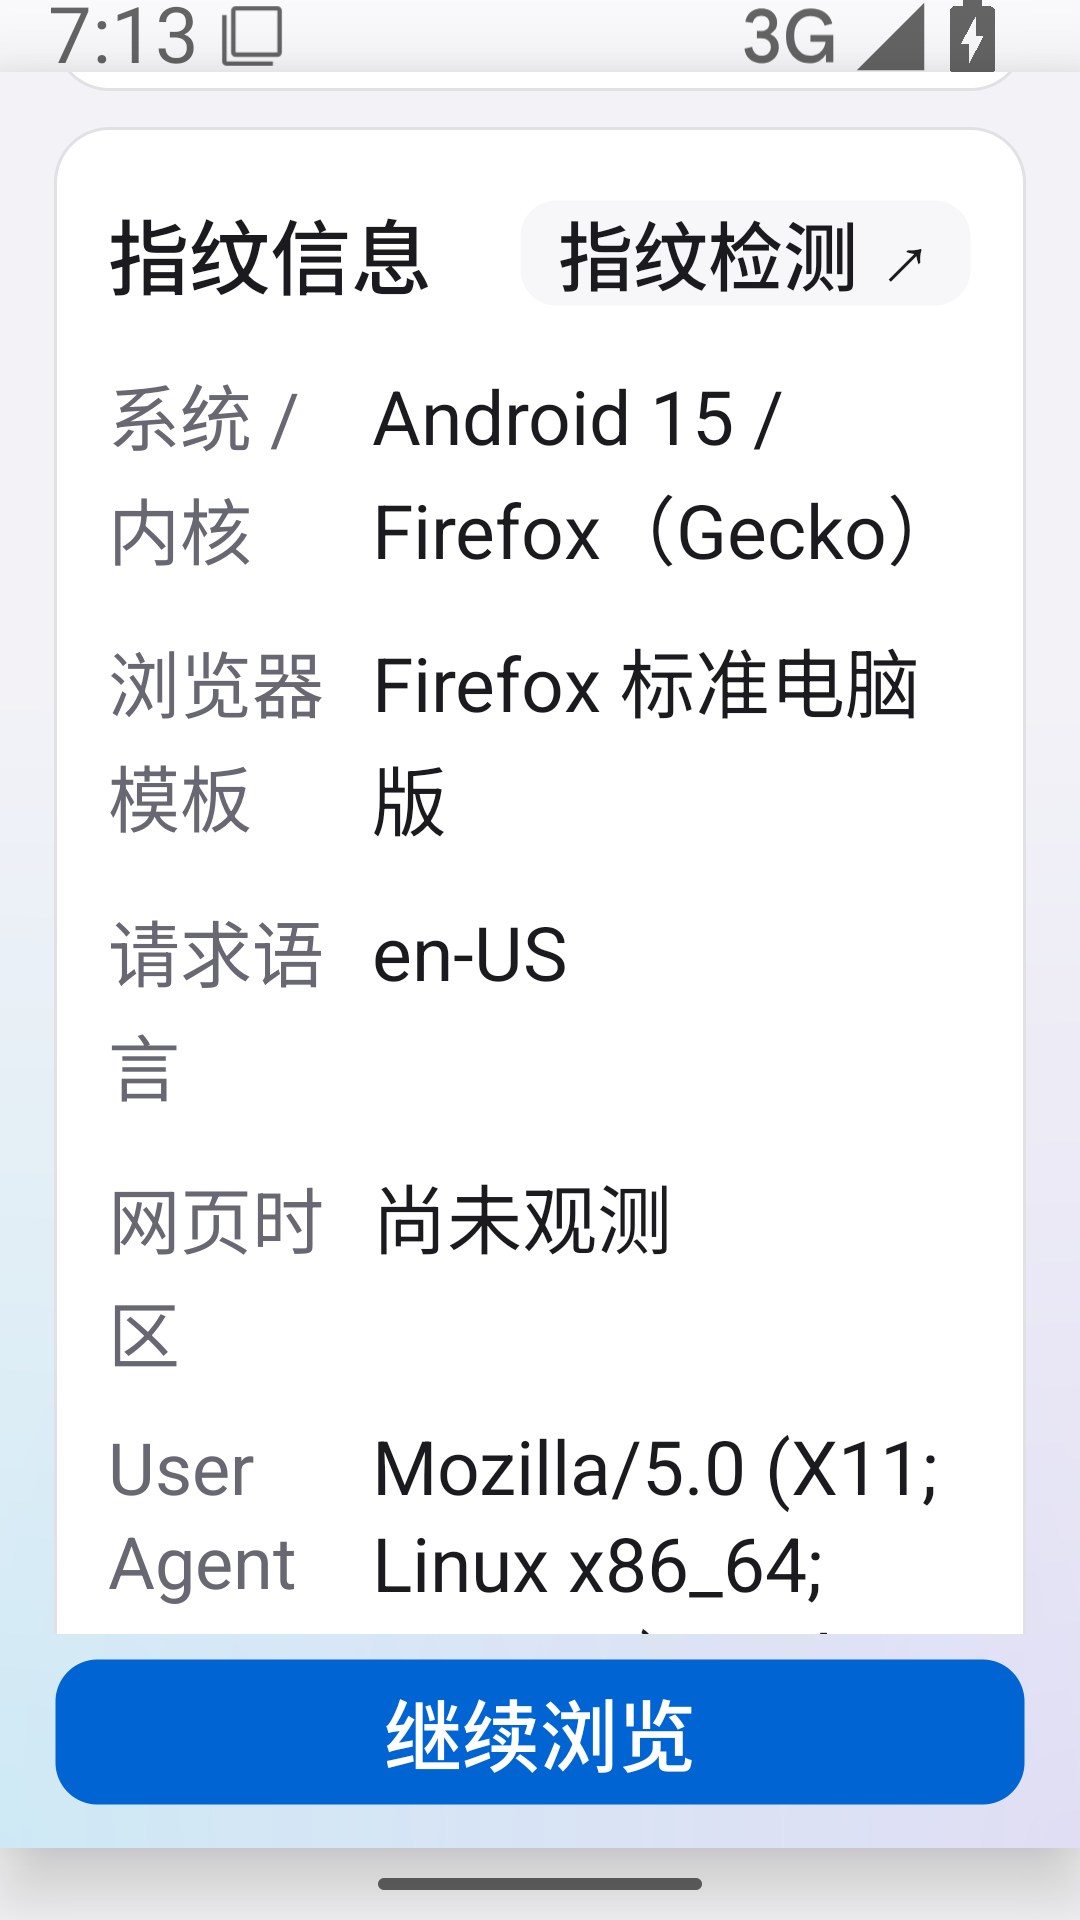 7:13
3G
指纹信息
指纹检测 ↗
系统 /
内核
Android 15 /
Firefox（Gecko）
浏览器
模板
Firefox 标准电脑
版
请求语
言
en-US
网页时
区
尚未观测
User
Agent
Mozilla/5.0 (X11;
Linux x86_64;
继续浏览